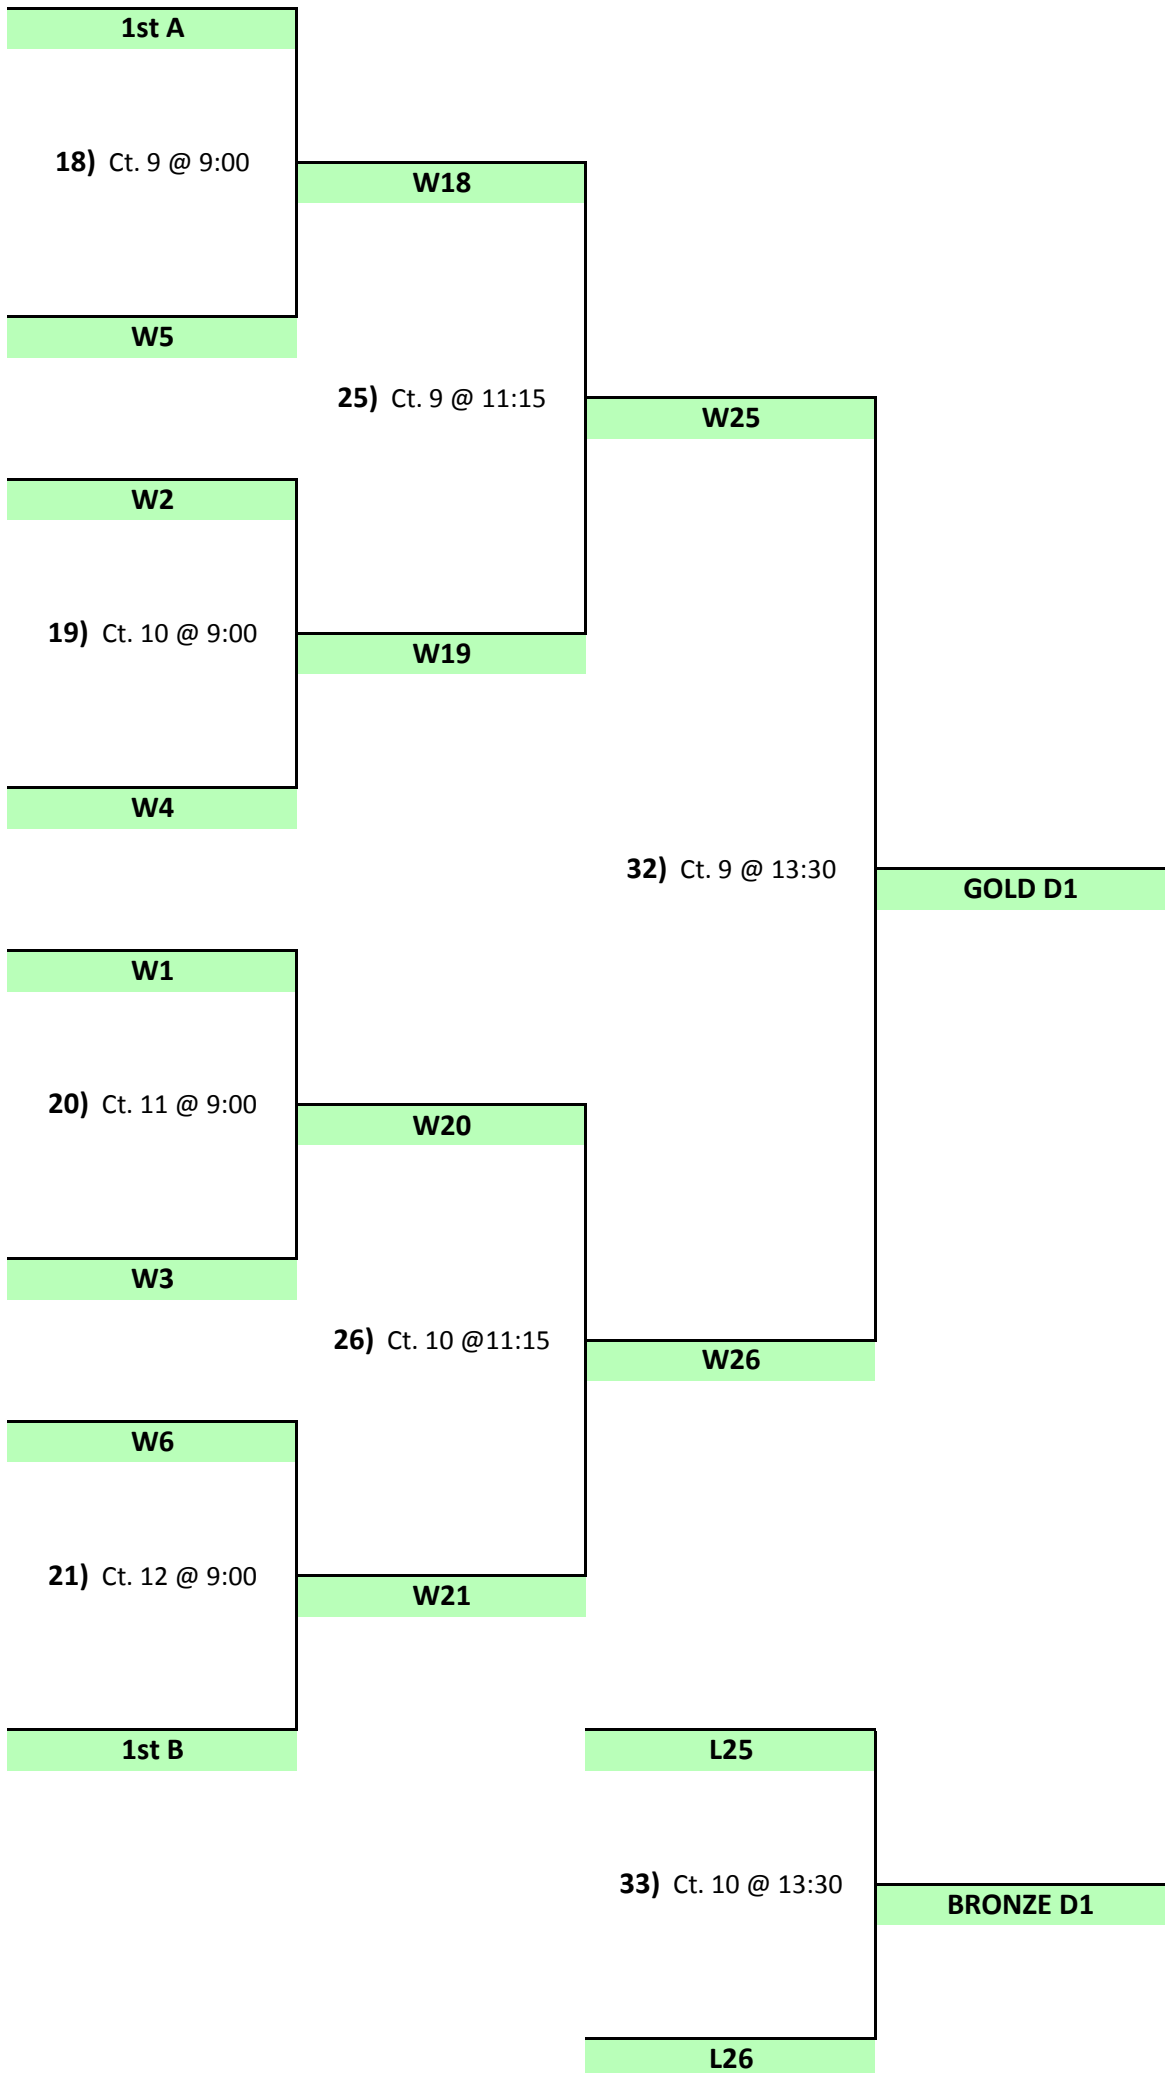 1st A
18) Ct. 9 @ 9:00
W18
W5
25) Ct. 9 @ 11:15
W25
W2
19) Ct. 10 @ 9:00
W19
W4
32) Ct. 9 @ 13:30
GOLD D1
W1
20) Ct. 11 @ 9:00
W20
W3
26) Ct. 10 @11:15
W26
W6
21) Ct. 12 @ 9:00
W21
1st B
L25
33) Ct. 10 @ 13:30
BRONZE D1
L26